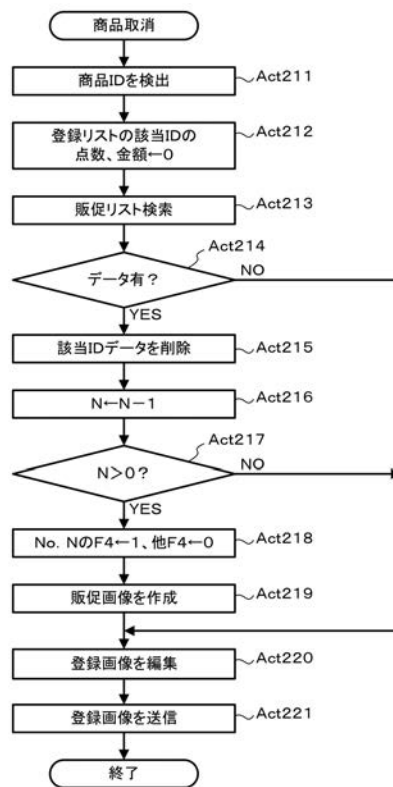 商品取消
商品IDを検出
Act211
登録リストの該当IDの
点数、金額←0
Act212
販促リスト検索
Act213
Act214
データ有？
NO
YES
該当IDデータを削除
Act215
N←N－1
Act216
Act217
N＞0？
NO
YES
No. NのF4←1、他F4←0
Act218
販促画像を作成
Act219
登録画像を編集
Act220
登録画像を送信
Act221
終了